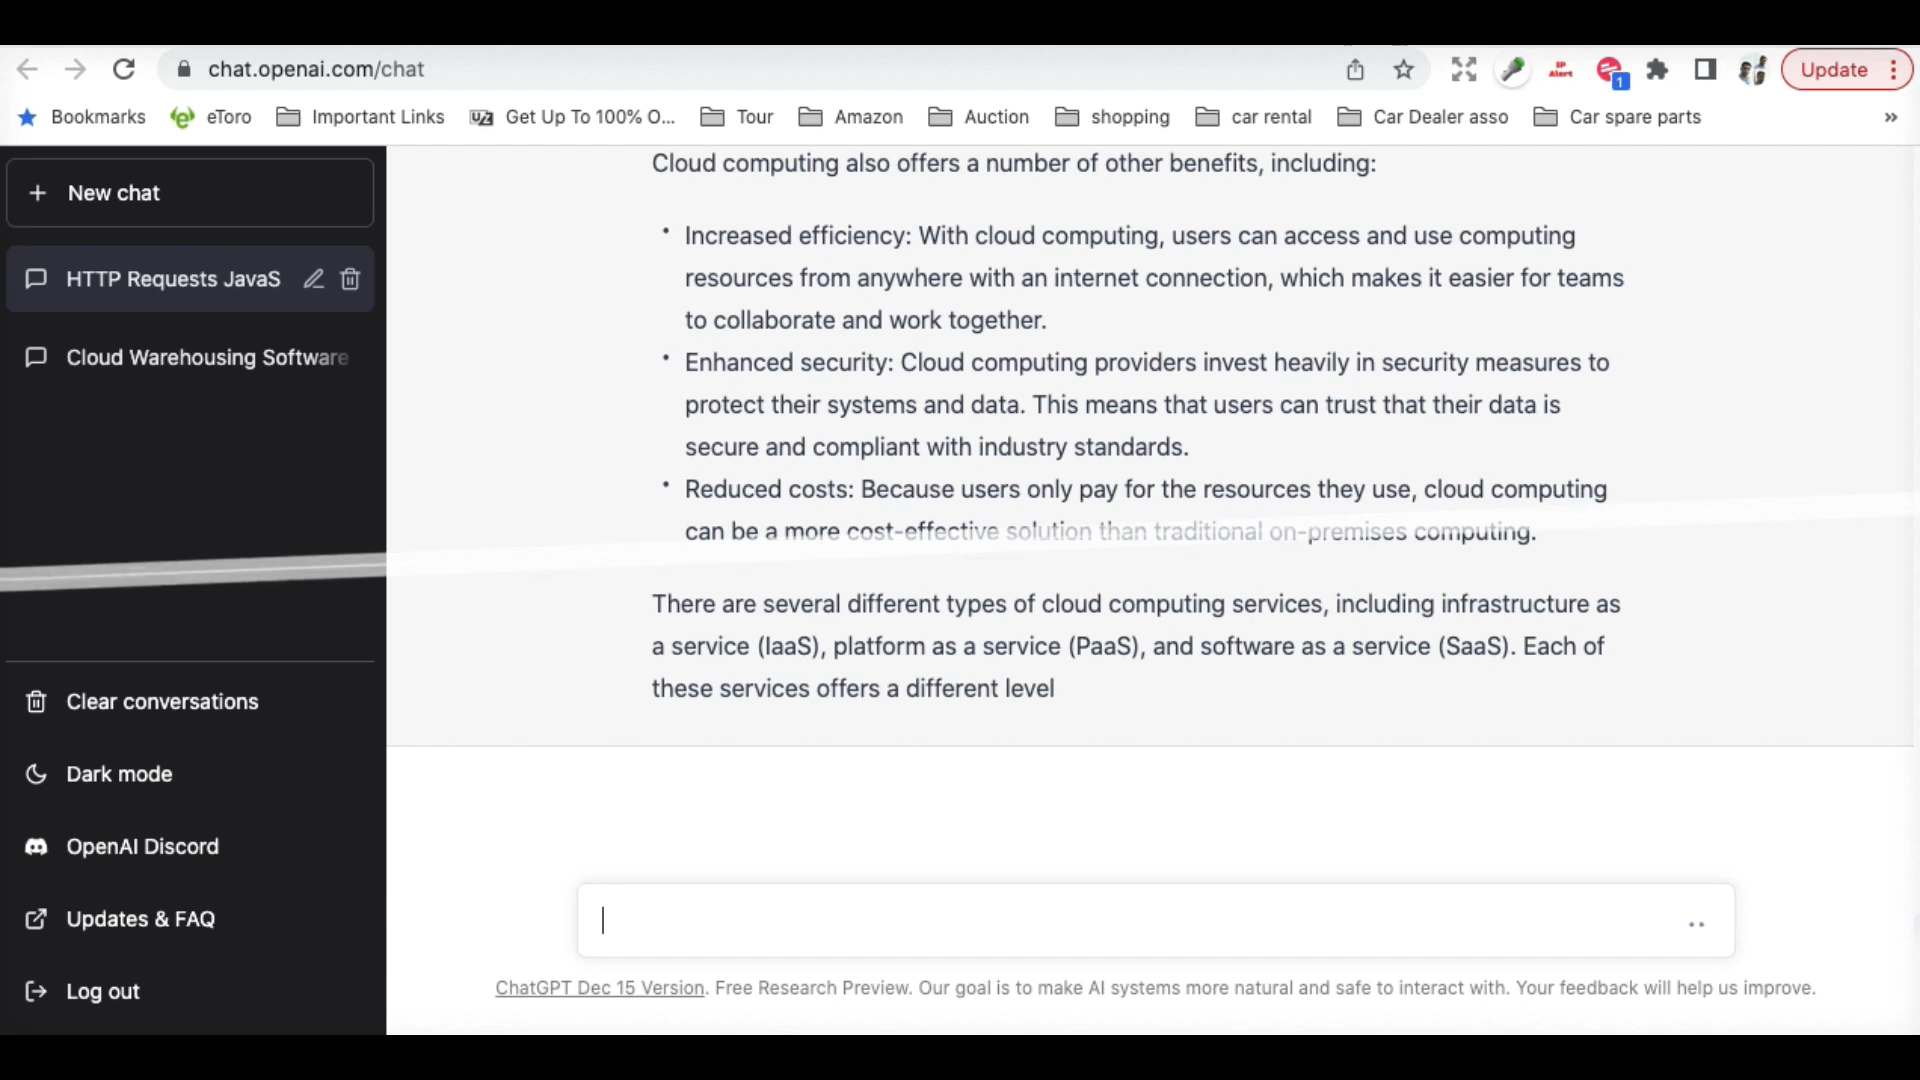 chat.openai.com/chat
Update
Bookmarks
eToro
Important Links
Get Up To 100% O...
Tour
Amazon
Auction
shopping
car rental
Car Dealer asso
Car spare parts
»
IP
Alert
1
New chat
HTTP Requests JavaS
Cloud Warehousing Software
Clear conversations
Dark mode
OpenAI Discord
Updates & FAQ
Log out
Cloud computing also offers a number of other benefits, including:
• Increased efficiency: With cloud computing, users can access and use computing
resources from anywhere with an internet connection, which makes it easier for teams
to collaborate and work together.
• Enhanced security: Cloud computing providers invest heavily in security measures to
protect their systems and data. This means that users can trust that their data is
secure and compliant with industry standards.
• Reduced costs: Because users only pay for the resources they use, cloud computing
can be a more cost-effective solution than traditional on-premises computing.
There are several different types of cloud computing services, including infrastructure as
a service (IaaS), platform as a service (PaaS), and software as a service (SaaS). Each of
these services offers a different level
ChatGPT Dec 15 Version. Free Research Preview. Our goal is to make AI systems more natural and safe to interact with. Your feedback will help us improve.